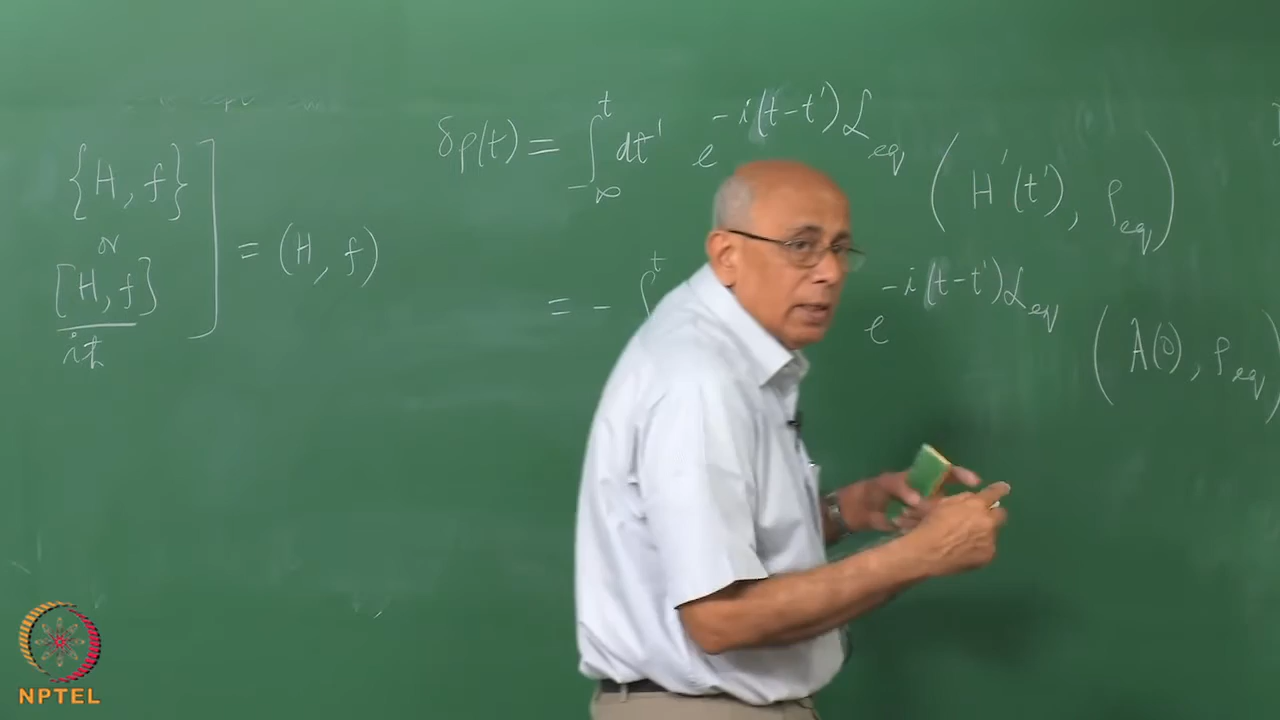 δρ(t) = ∫_{-∞}^{t} dt' e^{-i(t-t')ℒ_eq} (H'(t'), ρ_eq)
{H, f}
or
[H, f] / iħ ] = (H, f)
= - ∫^{t} e^{-i(t-t')ℒ_eq} (A(0), ρ_eq)
NPTEL